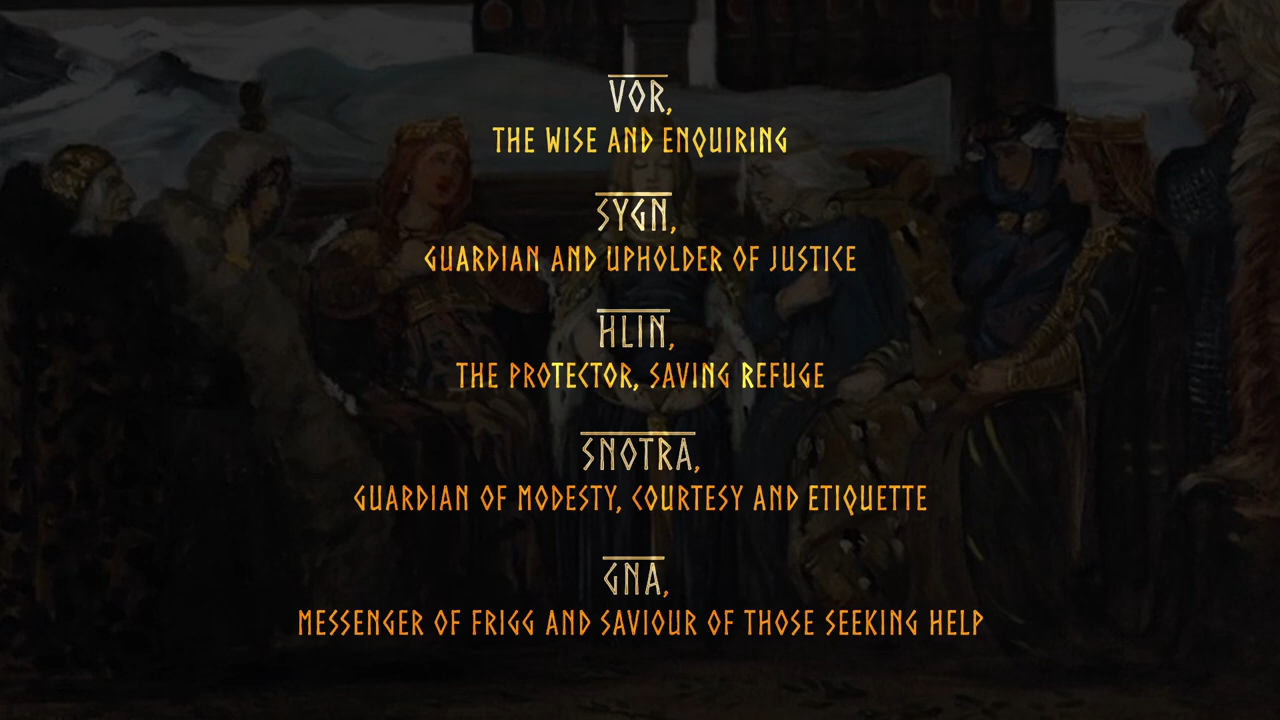 VOR,
THE WISE AND ENQUIRING
SYGN,
GUARDIAN AND UPHOLDER OF JUSTICE
HLIN,
THE PROTECTOR, SAVING REFUGE
SNOTRA,
GUARDIAN OF MODESTY, COURTESY AND ETIQUETTE
GNA,
MESSENGER OF FRIGG AND SAVIOUR OF THOSE SEEKING HELP